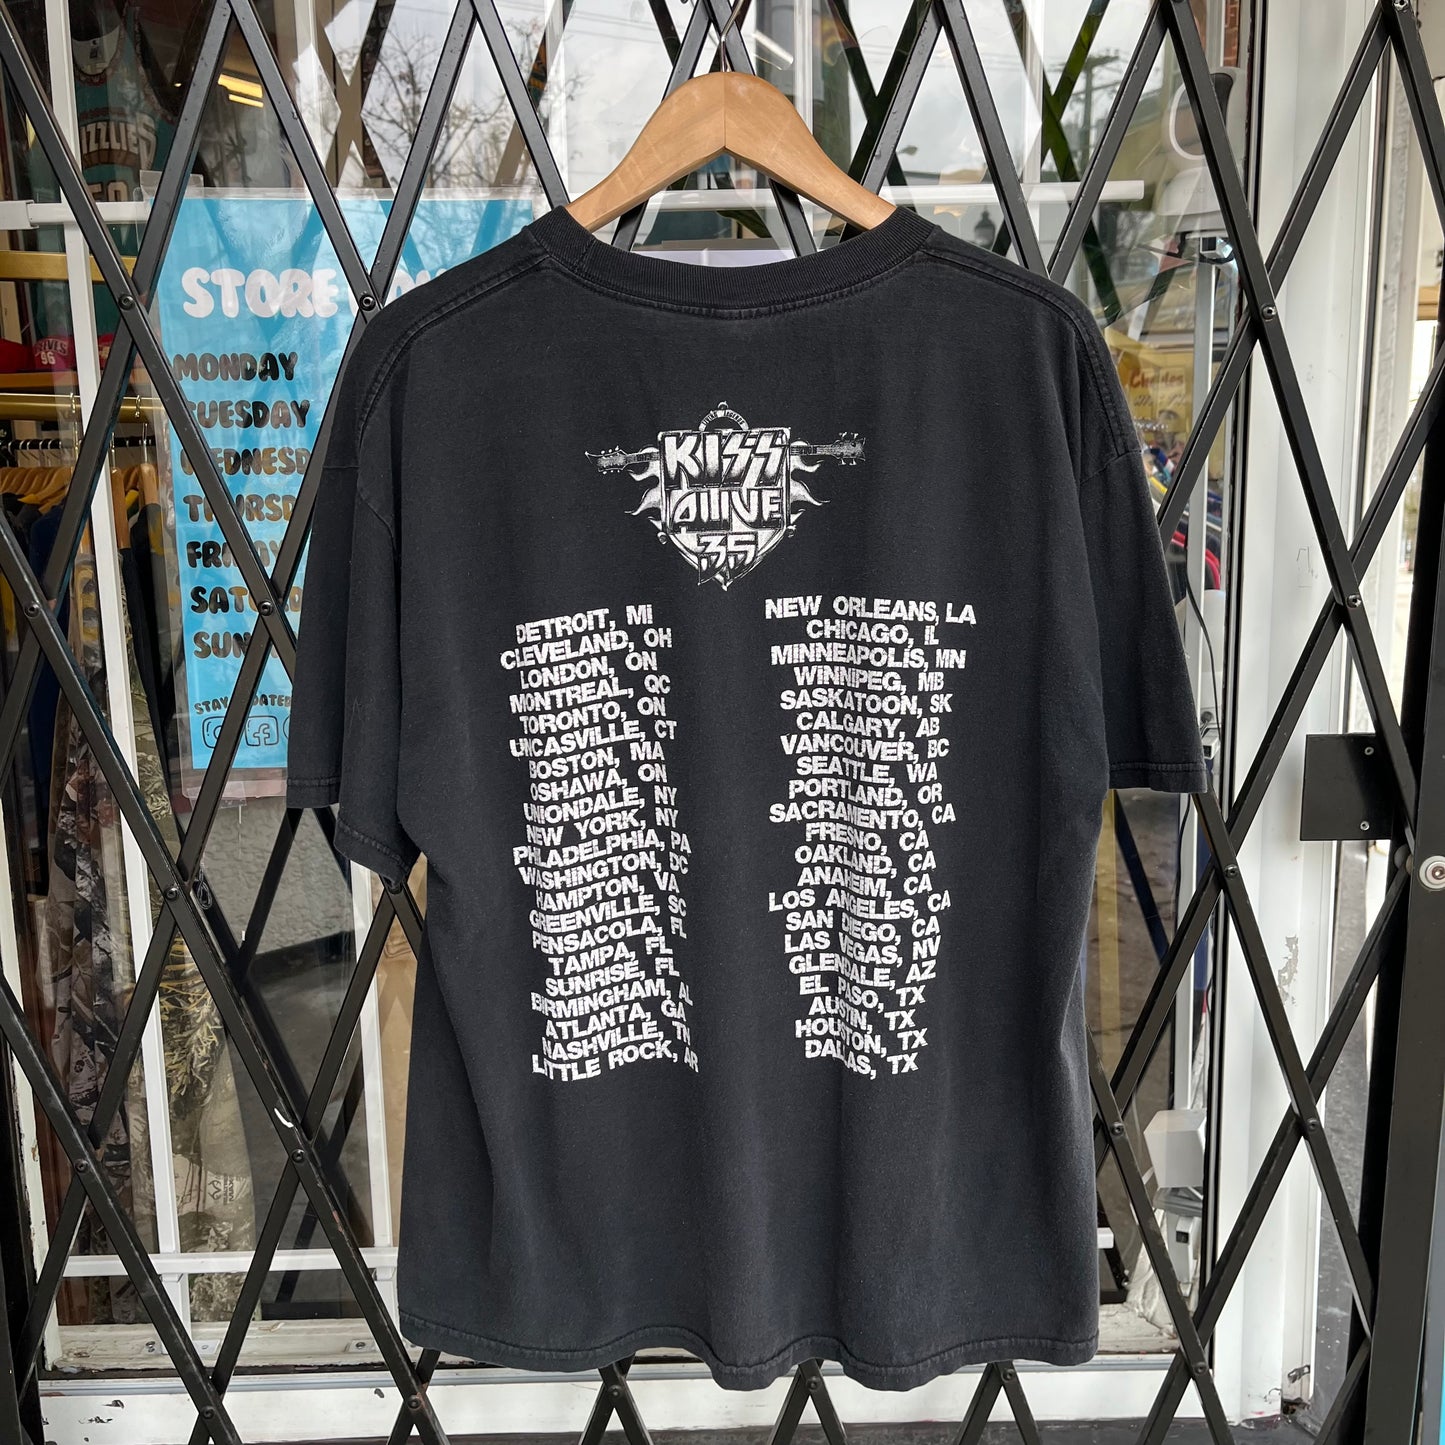 STORE
MONDAY
TUESDAY
WEDNESD
THURSD
FRIDAY
SUN
STAY
KISS
ALIVE
35
DETROIT, MI
CLEVELAND, OH
LONDON, ON
MONTREAL, QC
TORONTO, ON
UNCASVILLE, CT
BOSTON, MA
OSHAWA, ON
UNIONDALE, NY
NEW YORK, NY
PHILADELPHIA, PA
WASHINGTON, DC
HAMPTON, VA
GREENVILLE, SC
PENSACOLA, FL
TAMPA, FL
SUNRISE, FL
BIRMINGHAM, AL
ATLANTA, GA
NASHVILLE, TN
LITTLE ROCK, AR
NEW ORLEANS, LA
CHICAGO, IL
MINNEAPOLIS, MN
WINNIPEG, MB
SASKATOON, SK
CALGARY, AB
VANCOUVER, BC
SEATTLE, WA
PORTLAND, OR
SACRAMENTO, CA
FRESNO, CA
OAKLAND, CA
ANAHEIM, CA
LOS ANGELES, CA
SAN DIEGO, CA
LAS VEGAS, NV
GLENDALE, AZ
EL PASO, TX
AUSTIN, TX
HOUSTON, TX
DALLAS, TX